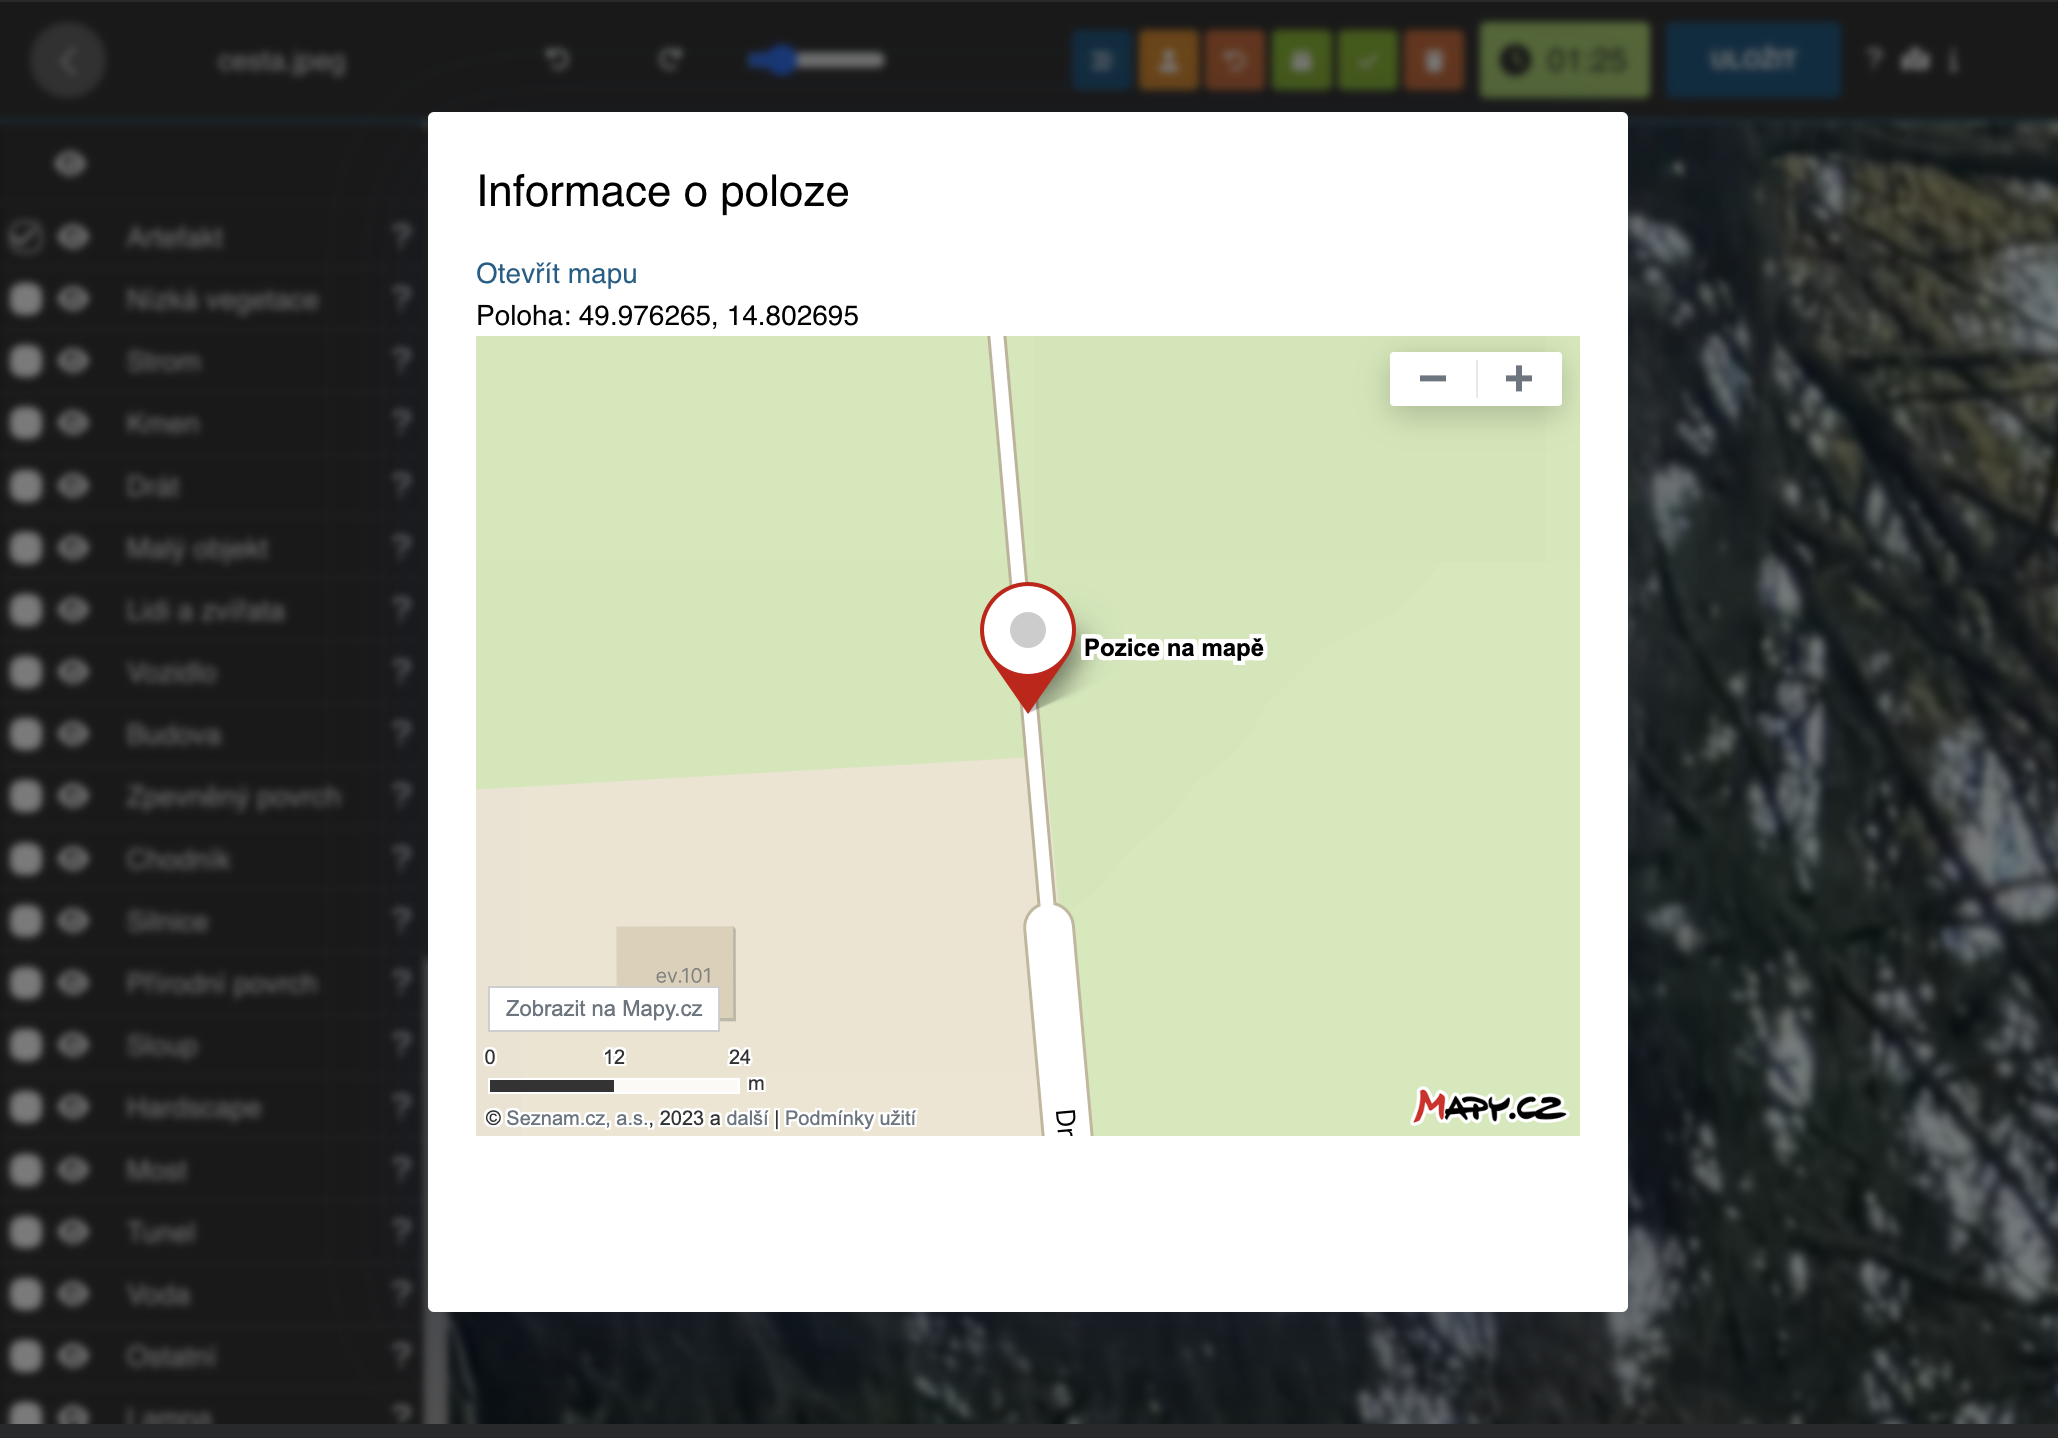 cesta.jpeg
01:25
ULOŽIT
?
i
Artefakt ?
Nízká vegetace ?
Strom ?
Kmen ?
Drát ?
Malý objekt ?
Lidi a zvířata ?
Vozidlo ?
Budova ?
Zpevněný povrch ?
Chodník ?
Silnice ?
Přírodní povrch ?
Sloup ?
Hardscape ?
Most ?
Tunel ?
Voda ?
Ostatní ?
Lampa ?
Informace o poloze
Otevřít mapu
Poloha: 49.976265, 14.802695
Pozice na mapě
ev.101
Zobrazit na Mapy.cz
0 12 24
m
© Seznam.cz, a.s., 2023 a další | Podmínky užití
Dr
MAPY.CZ